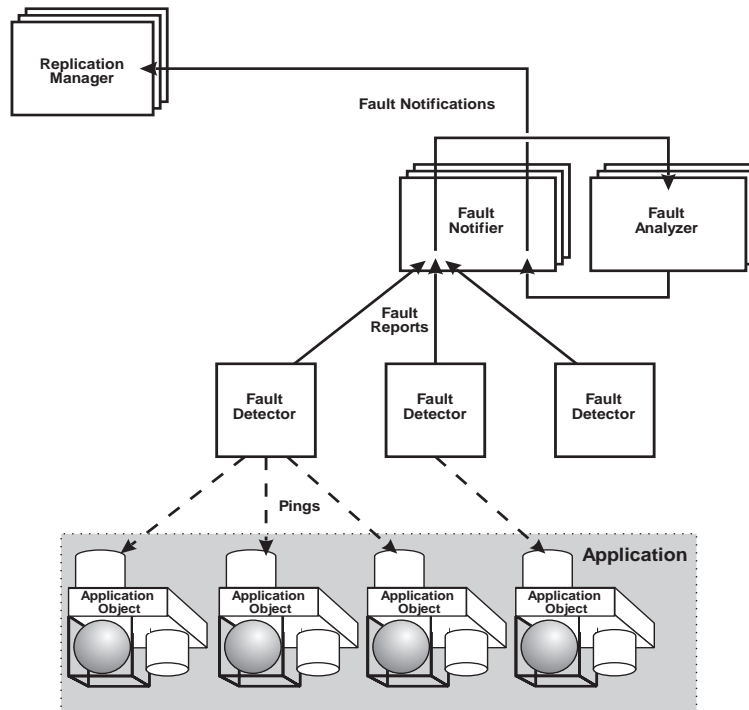 Replication
Manager
Fault Notifications
Fault
Notifier
Fault
Analyzer
Fault
Reports
Fault
Detector
Fault
Detector
Fault
Detector
Pings
Application
Application
Object
Application
Object
Application
Object
Application
Object